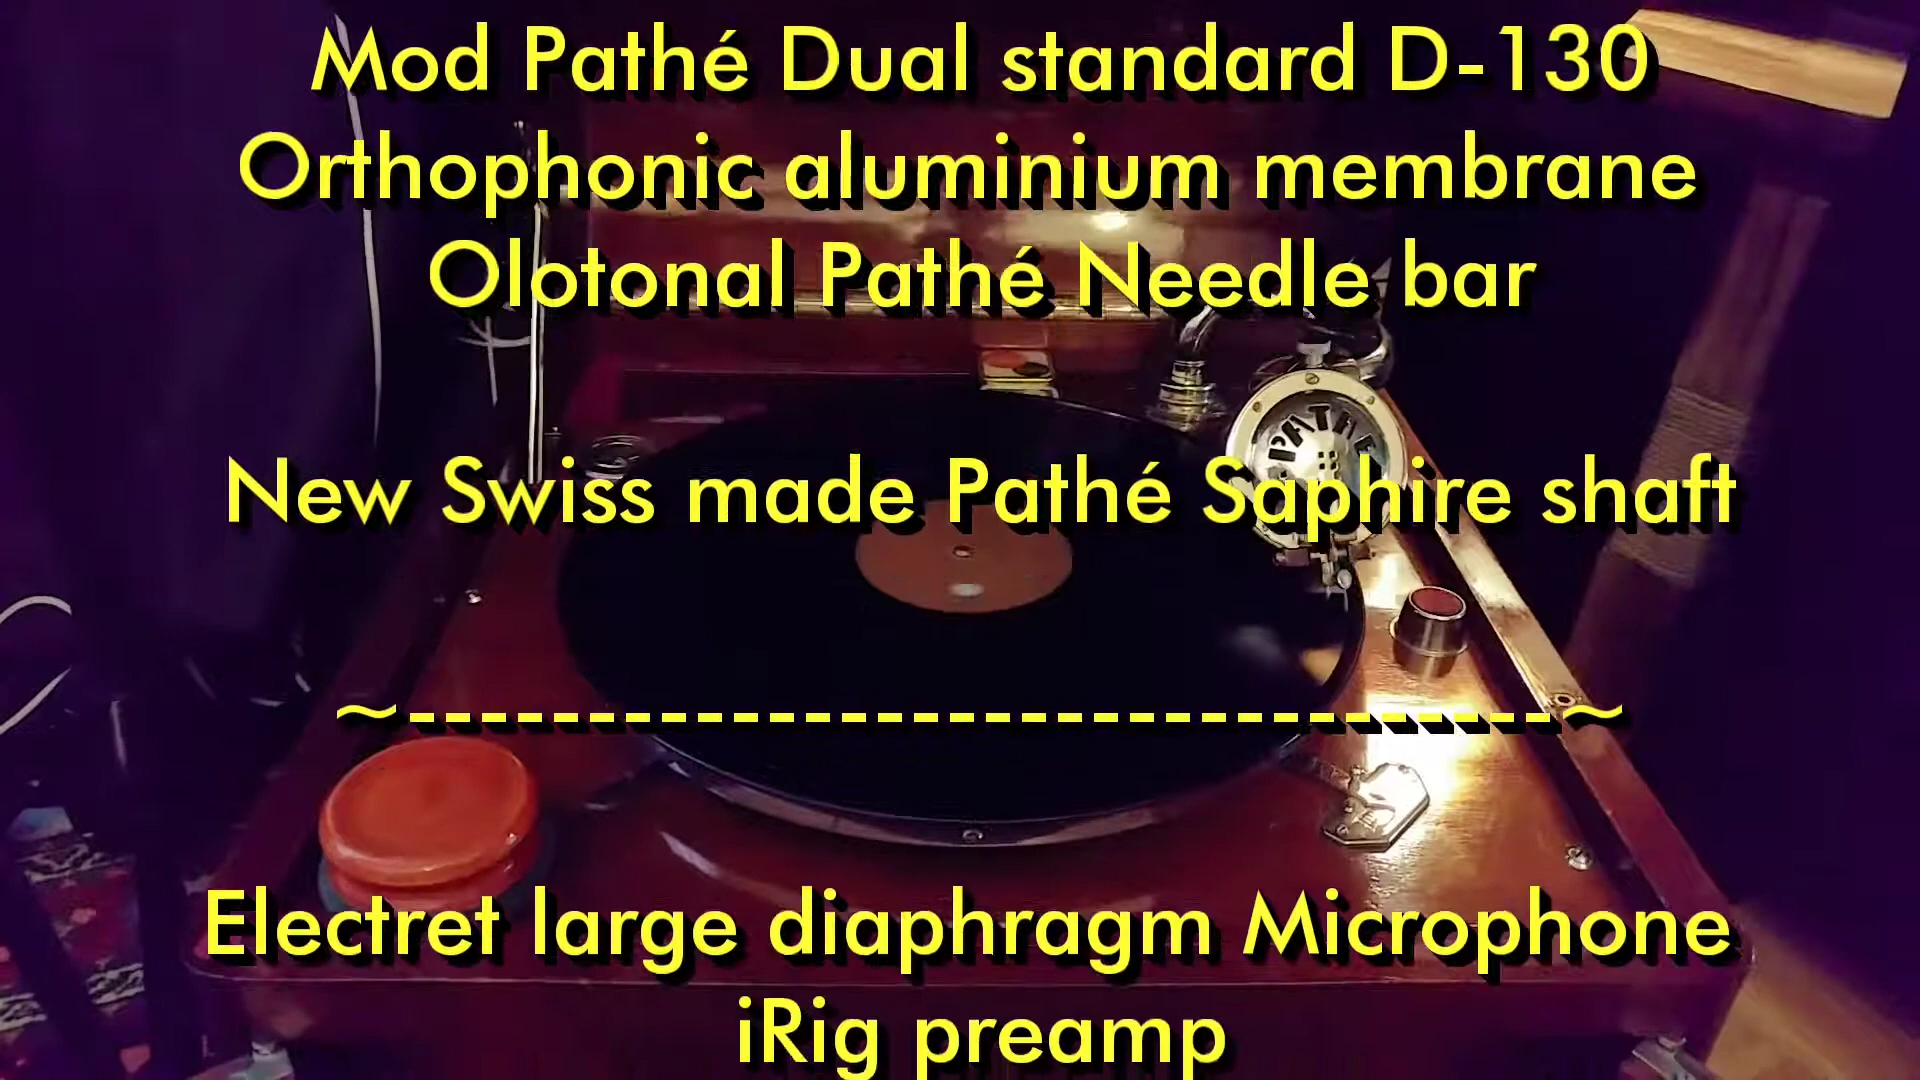 Mod Pathé Dual standard D-130
Orthophonic aluminium membrane
Olotonal Pathé Needle bar
PATHE
New Swiss made Pathé Saphire shaft
~--------------------------------~
Electret large diaphragm Microphone
iRig preamp